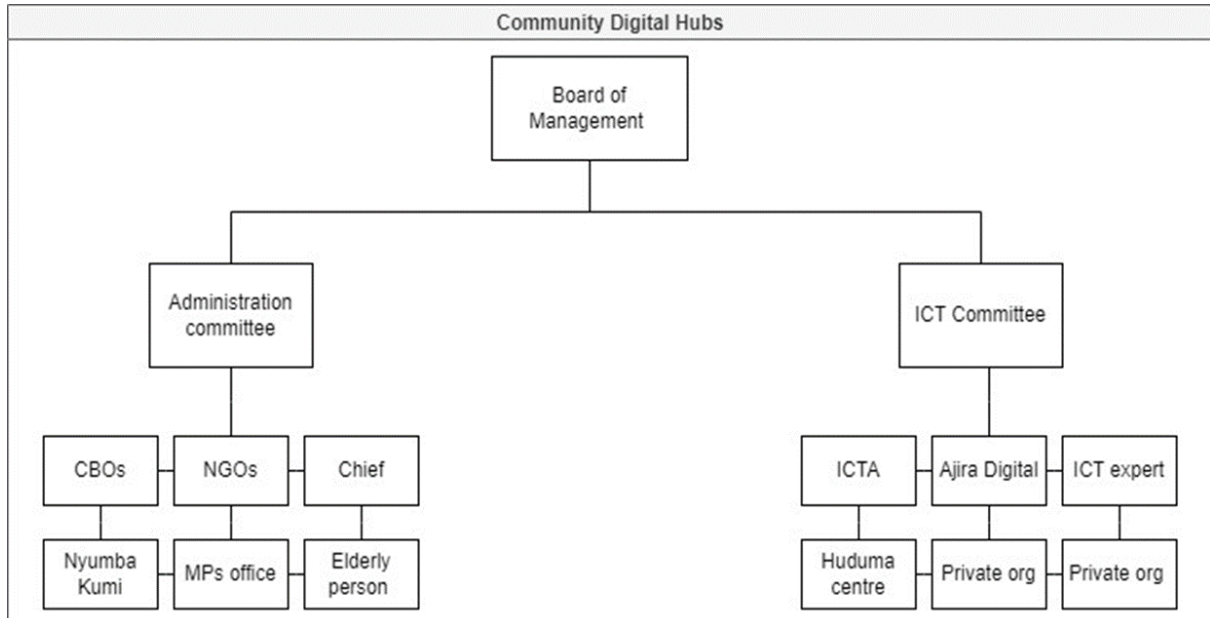 Community Digital Hubs
Board of
Management
Administration
committee
ICT Committee
CBOs
NGOs
Chief
ICTA
Ajira Digital
ICT expert
Nyumba
Kumi
MPs office
Elderly
person
Huduma
centre
Private org
Private org